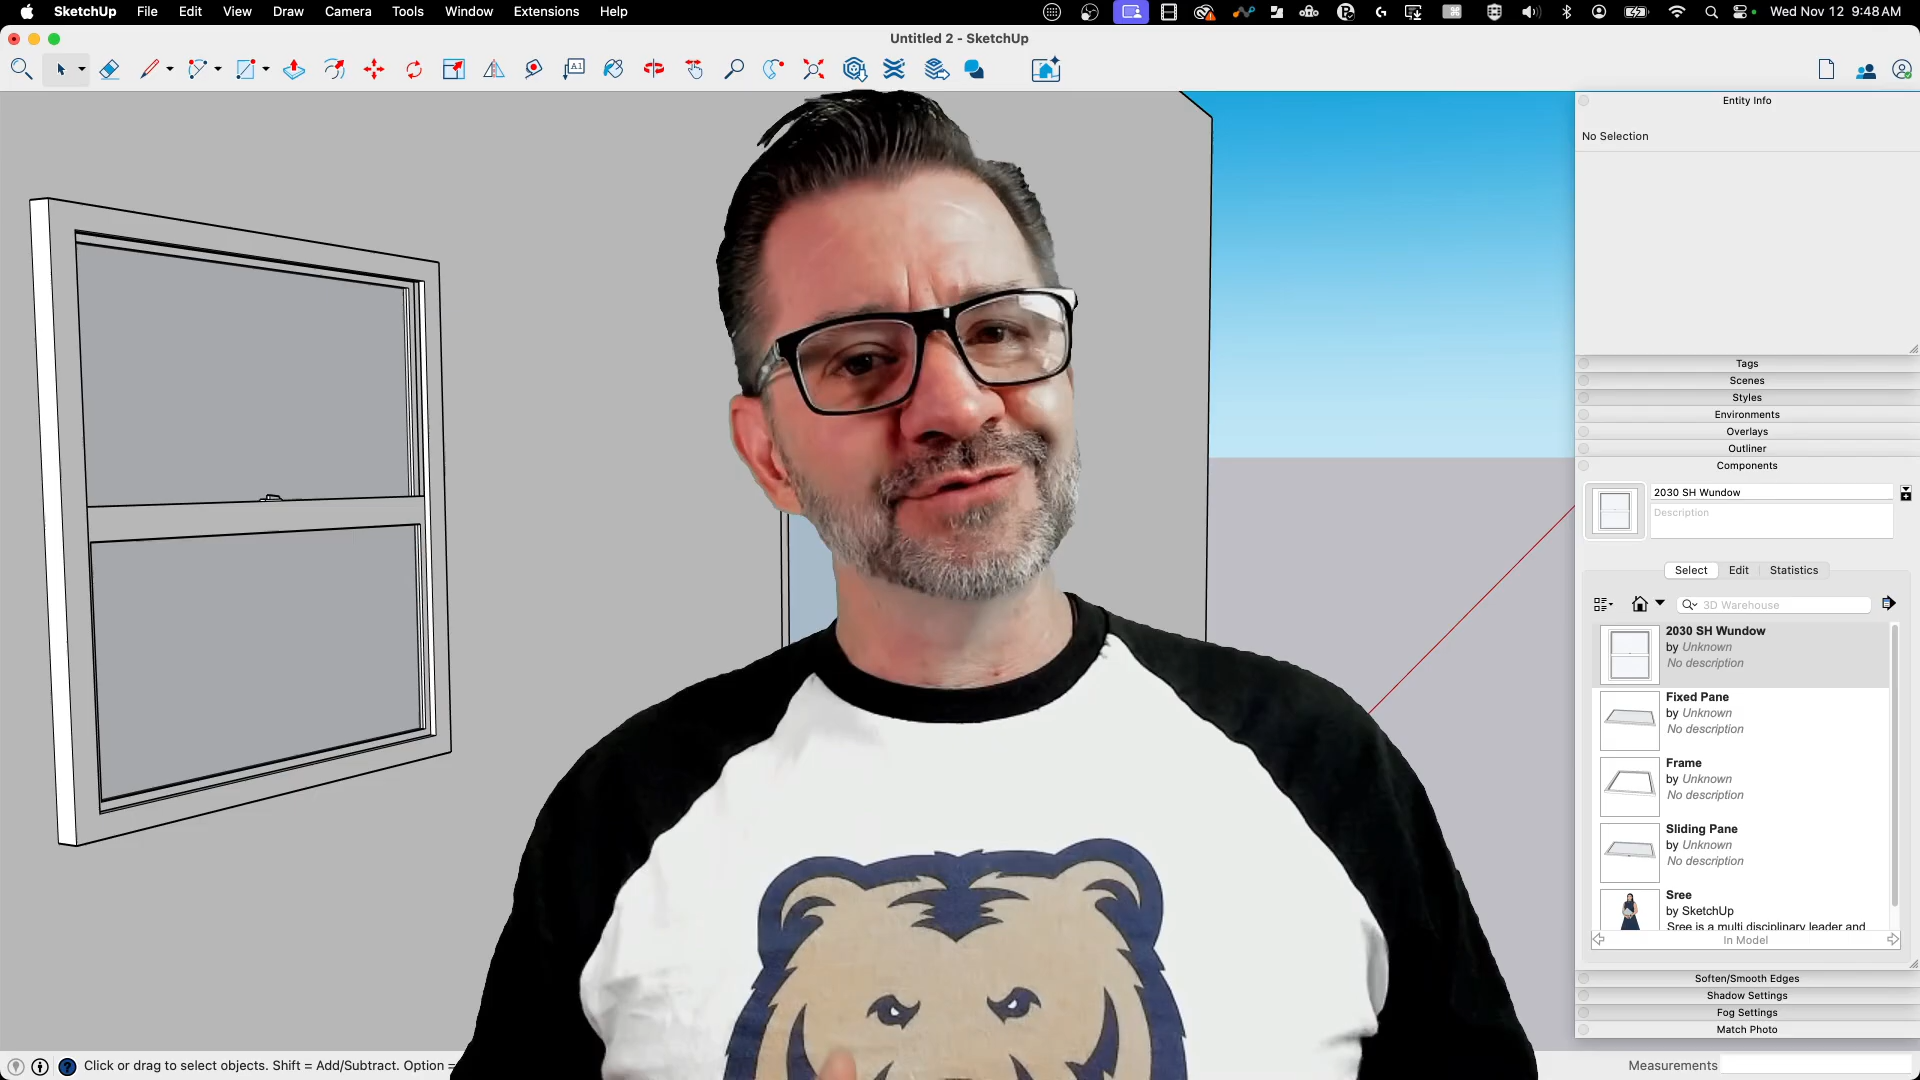 SketchUp File Edit View Draw Camera Tools Window Extensions Help
Wed Nov 12 9:48 AM
Untitled 2 - SketchUp
A1
Entity Info
No Selection
Tags
Scenes
Styles
Environments
Overlays
Outliner
Components
2030 SH Wundow
Description
Select Edit Statistics
3D Warehouse
2030 SH Wundow
by Unknown
No description
Fixed Pane
by Unknown
No description
Frame
by Unknown
No description
Sliding Pane
by Unknown
No description
Sree
by SketchUp
Sree is a multi disciplinary leader and
In Model
Soften/Smooth Edges
Shadow Settings
Fog Settings
Match Photo
Click or drag to select objects. Shift = Add/Subtract. Option =
Measurements